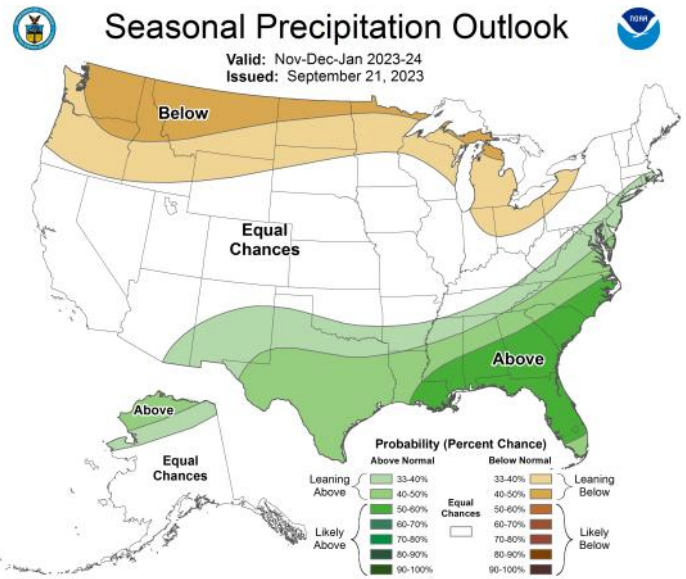 Seasonal Precipitation Outlook
NOAA
Valid: Nov-Dec-Jan 2023-24
Issued: September 21, 2023
Below
Equal
Chances
Above
Above
Equal
Chances
Probability (Percent Chance)
Above Normal
Below Normal
Leaning
Above
33-40%
40-50%
50-60%
60-70%
70-80%
80-90%
90-100%
Likely
Above
Equal
Chances
33-40%
40-50%
50-60%
60-70%
70-80%
80-90%
90-100%
Leaning
Below
Likely
Below